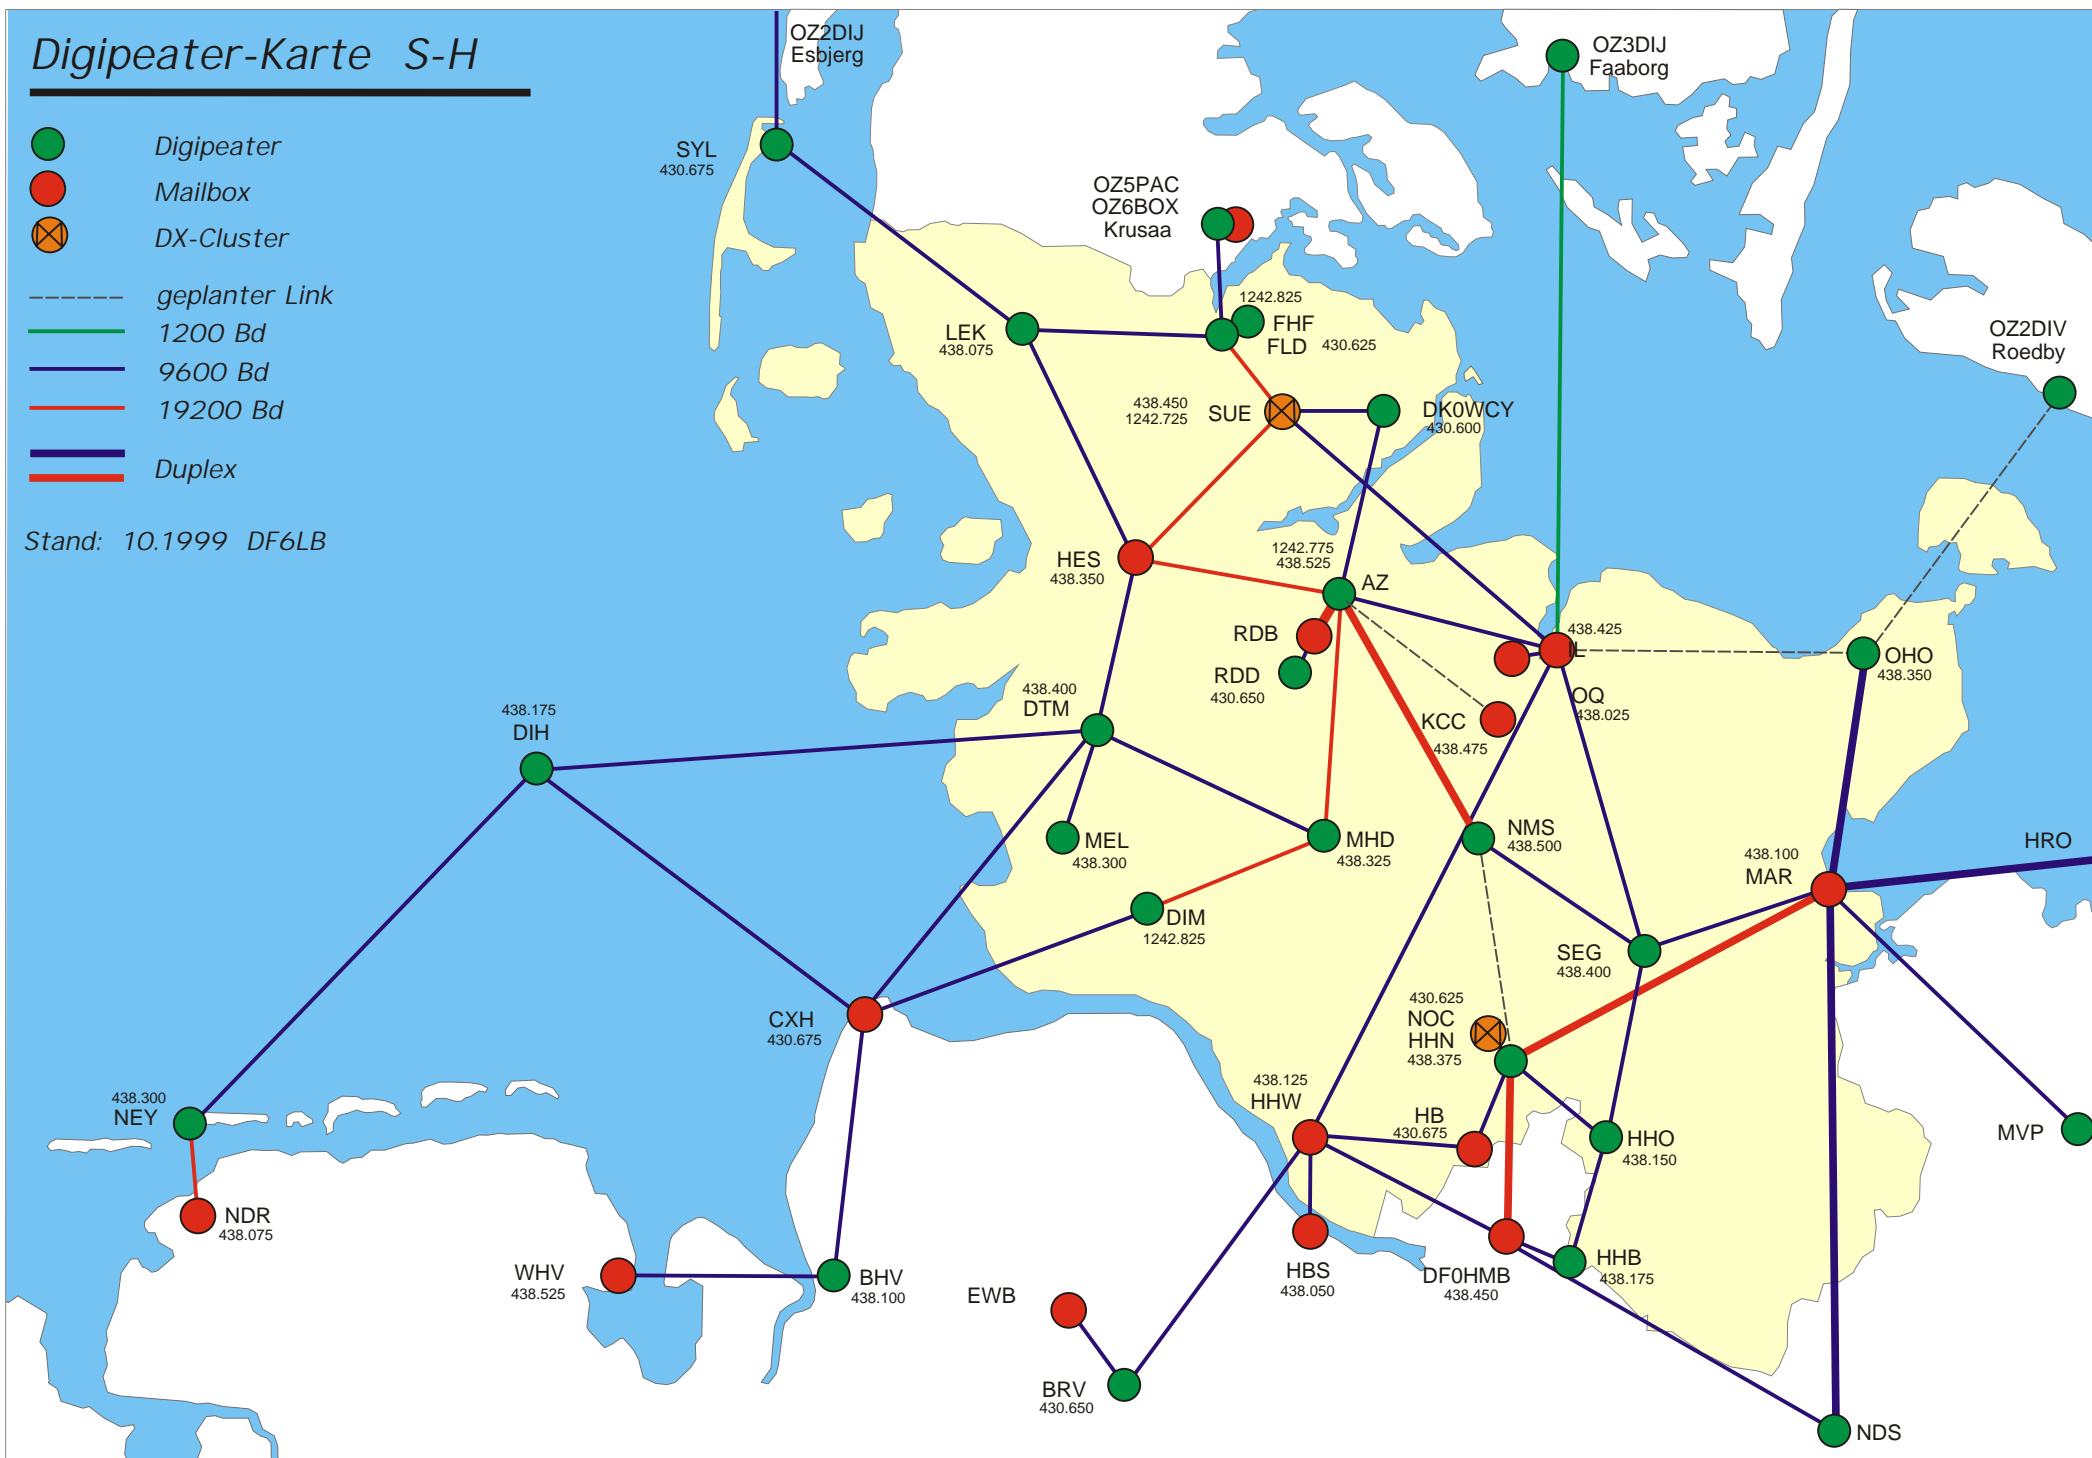 Digipeater-Karte S-H
Digipeater
Mailbox
DX-Cluster
geplanter Link
1200 Bd
9600 Bd
19200 Bd
Duplex
Stand: 10.1999 DF6LB
OZ2DIJ
Esbjerg
OZ3DIJ
Faaborg
SYL
430.675
OZ5PAC
OZ6BOX
Krusaa
1242.825
FHF
FLD
430.625
LEK
438.075
OZ2DIV
Roedby
438.450
1242.725
SUE
DK0WCY
430.600
HES
438.350
1242.775
438.525
AZ
RDB
RDD
430.650
438.425
IL
OQ
438.025
OHO
438.350
KCC
438.475
438.400
DTM
438.175
DIH
MEL
438.300
MHD
438.325
NMS
438.500
438.100
MAR
HRO
DIM
1242.825
SEG
438.400
CXH
430.675
430.625
NOC
HHN
438.375
438.125
HHW
HB
430.675
HHO
438.150
MVP
438.300
NEY
NDR
438.075
WHV
438.525
BHV
438.100
EWB
HBS
438.050
DF0HMB
438.450
HHB
438.175
BRV
430.650
NDS